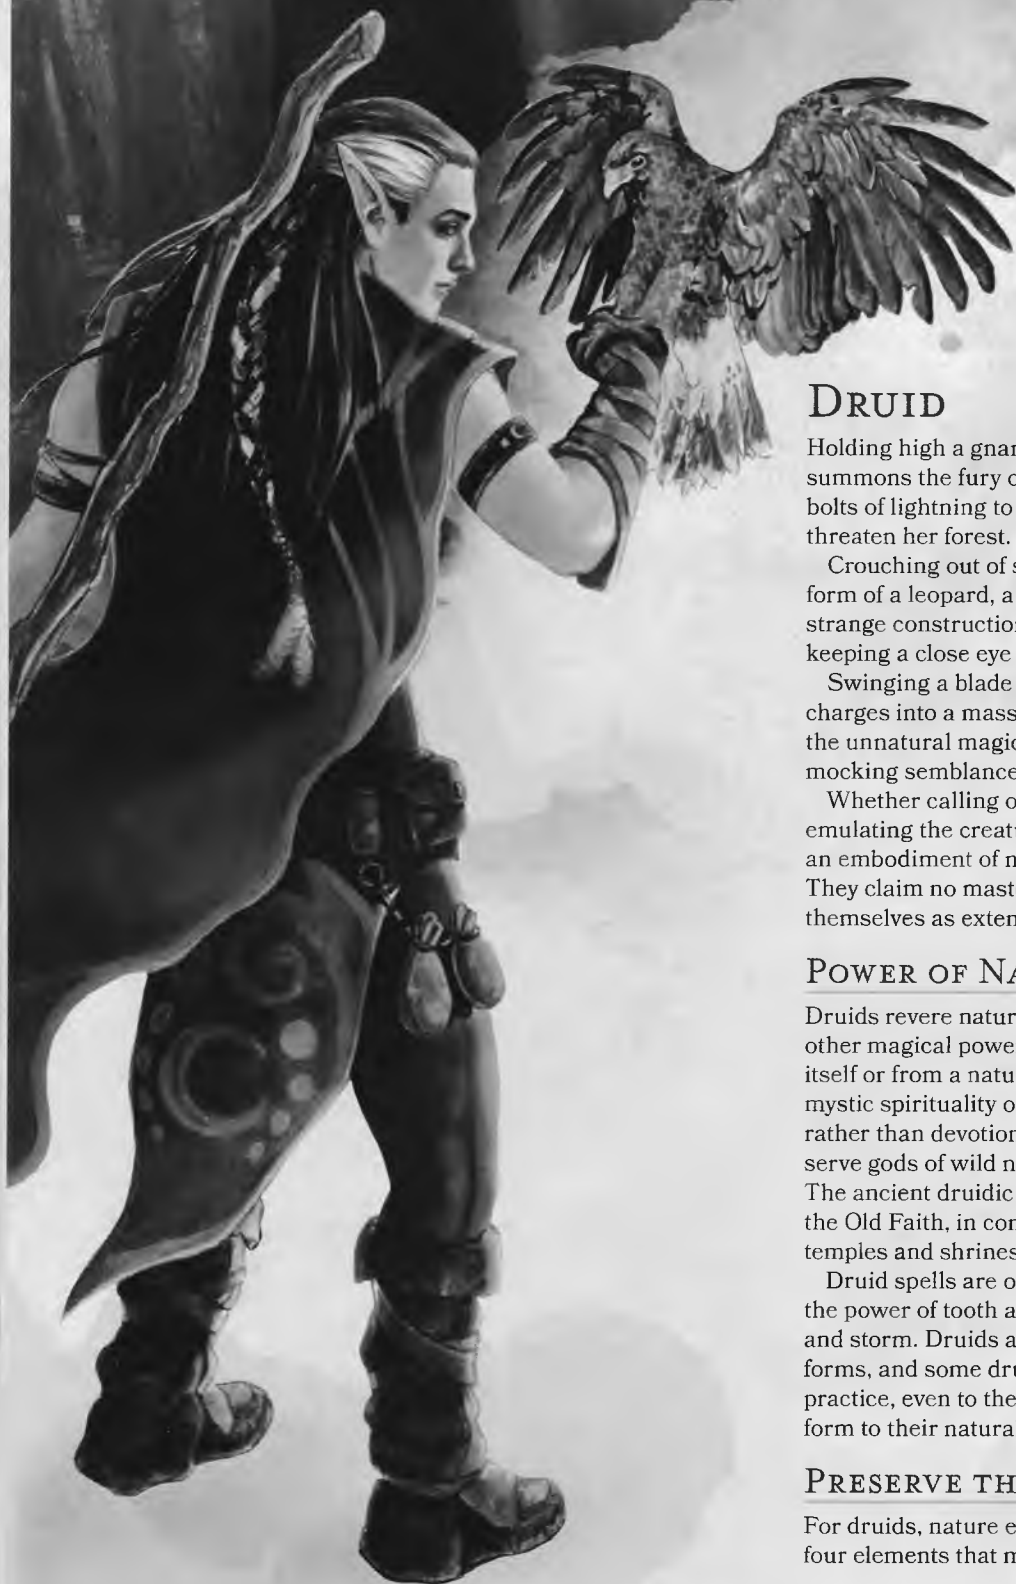 DRUID
Holding high a gnar
summons the fury o
bolts of lightning to
threaten her forest.
Crouching out of s
form of a leopard, a
strange construction
keeping a close eye
Swinging a blade
charges into a mass
the unnatural magic
mocking semblance
Whether calling o
emulating the creat
an embodiment of n
They claim no mast
themselves as exten
POWER OF NA
Druids revere natur
other magical powe
itself or from a natu
mystic spirituality o
rather than devotion
serve gods of wild n
The ancient druidic
the Old Faith, in con
temples and shrines
Druid spells are o
the power of tooth a
and storm. Druids a
forms, and some dru
practice, even to the
form to their natura
PRESERVE TH
For druids, nature e
four elements that m